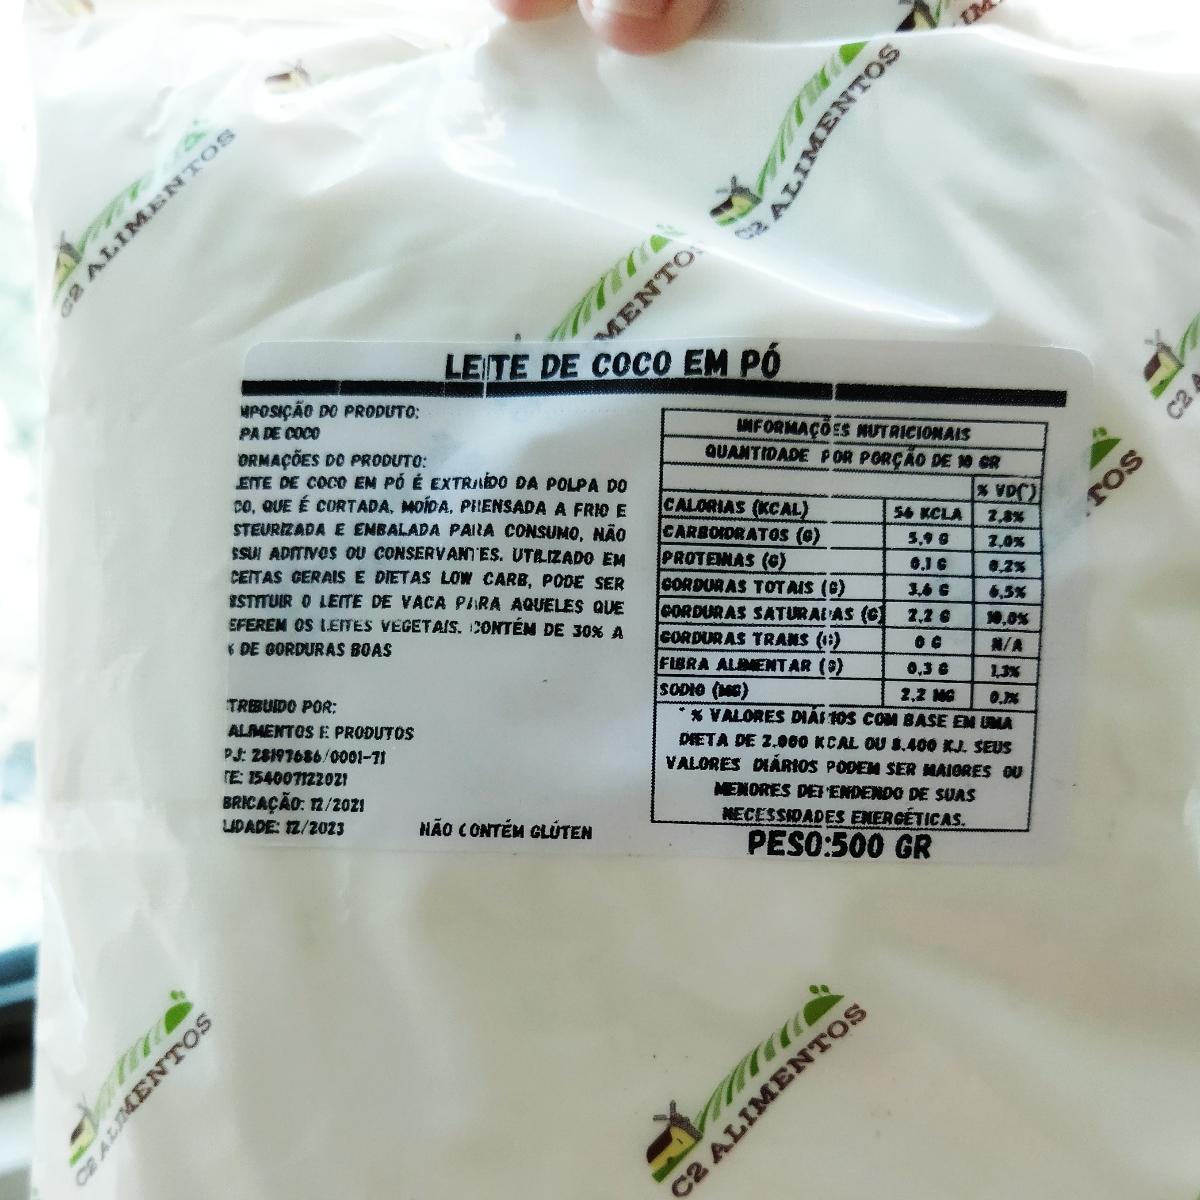 C2 ALIMENTOS
C2 ALIMENTOS
LEITE DE COCO EM PÓ
MPOSIÇÃO DO PRODUTO:
PA DE COCO
ORMAÇÕES DO PRODUTO:
EITE DE COCO EM PÓ É EXTRAÍDO DA POLPA DO
CO, QUE É CORTADA, MOÍDA, PRENSADA A FRIO E
STEURIZADA E EMBALADA PARA CONSUMO, NÃO
SSUI ADITIVOS OU CONSERVANTES. UTILIZADO EM
CEITAS GERAIS E DIETAS LOW CARB, PODE SER
BSTITUIR O LEITE DE VACA PARA AQUELES QUE
EFEREM OS LEITES VEGETAIS. CONTÉM DE 30% A
% DE GORDURAS BOAS
TRIBUIDO POR:
ALIMENTOS E PRODUTOS
PJ: 28197686/0001-71
TE: 154007122021
BRICAÇÃO: 12/2021
LIDADE: 12/2023 NÃO CONTÉM GLÚTEN
INFORMAÇÕES NUTRICIONAIS
QUANTIDADE POR PORÇÃO DE 10 GR
% VD(*)
CALORIAS (KCAL) 56 KCLA 2,8%
CARBOIDRATOS (G) 5,9 G 2,0%
PROTEINAS (G) 0,1 G 0,2%
GORDURAS TOTAIS (G) 3,6 G 6,5%
GORDURAS SATURADAS (G) 2,2 G 10,0%
GORDURAS TRANS (G) 0 G N/A
FIBRA ALIMENTAR (G) 0,3 G 1,3%
SODIO (MG) 2,2 MG 0,1%
* % VALORES DIÁRIOS COM BASE EM UMA
DIETA DE 2.000 KCAL OU 8.400 KJ. SEUS
VALORES DIÁRIOS PODEM SER MAIORES OU
MENORES DEPENDENDO DE SUAS
NECESSIDADES ENERGÉTICAS.
PESO:500 GR
C2 ALIMENTOS
C2 ALIMENTOS